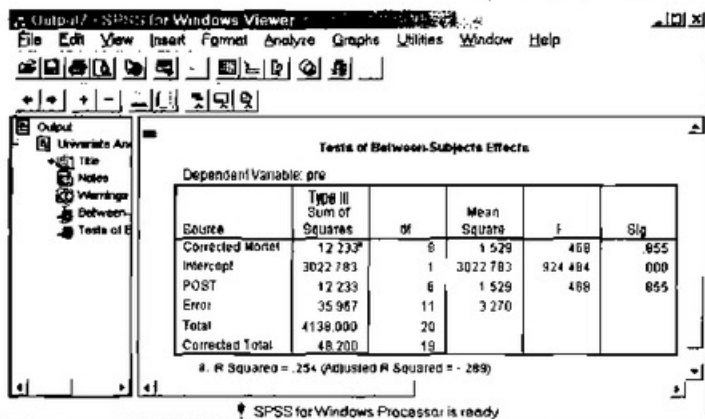 Output7 - SPSS for Windows Viewer
File Edit View Insert Format Analyze Graphs Utilities Window Help
Output
Univariate An
Title
Notes
Warnings
Between-
Tests of B
Tests of Between-Subjects Effects
Dependent Variable: pre
Source Type III Sum of Squares df Mean Square F Sig
Corrected Model 12 233a 8 1 529 468 .855
Intercept 3022 783 1 3022 783 924 484 000
POST 12 233 8 1 529 468 855
Error 35 967 11 3 270
Total 4138.000 20
Corrected Total 48.200 19
a. R Squared = .254 (Adjusted R Squared = -.289)
SPSS for Windows Processor is ready